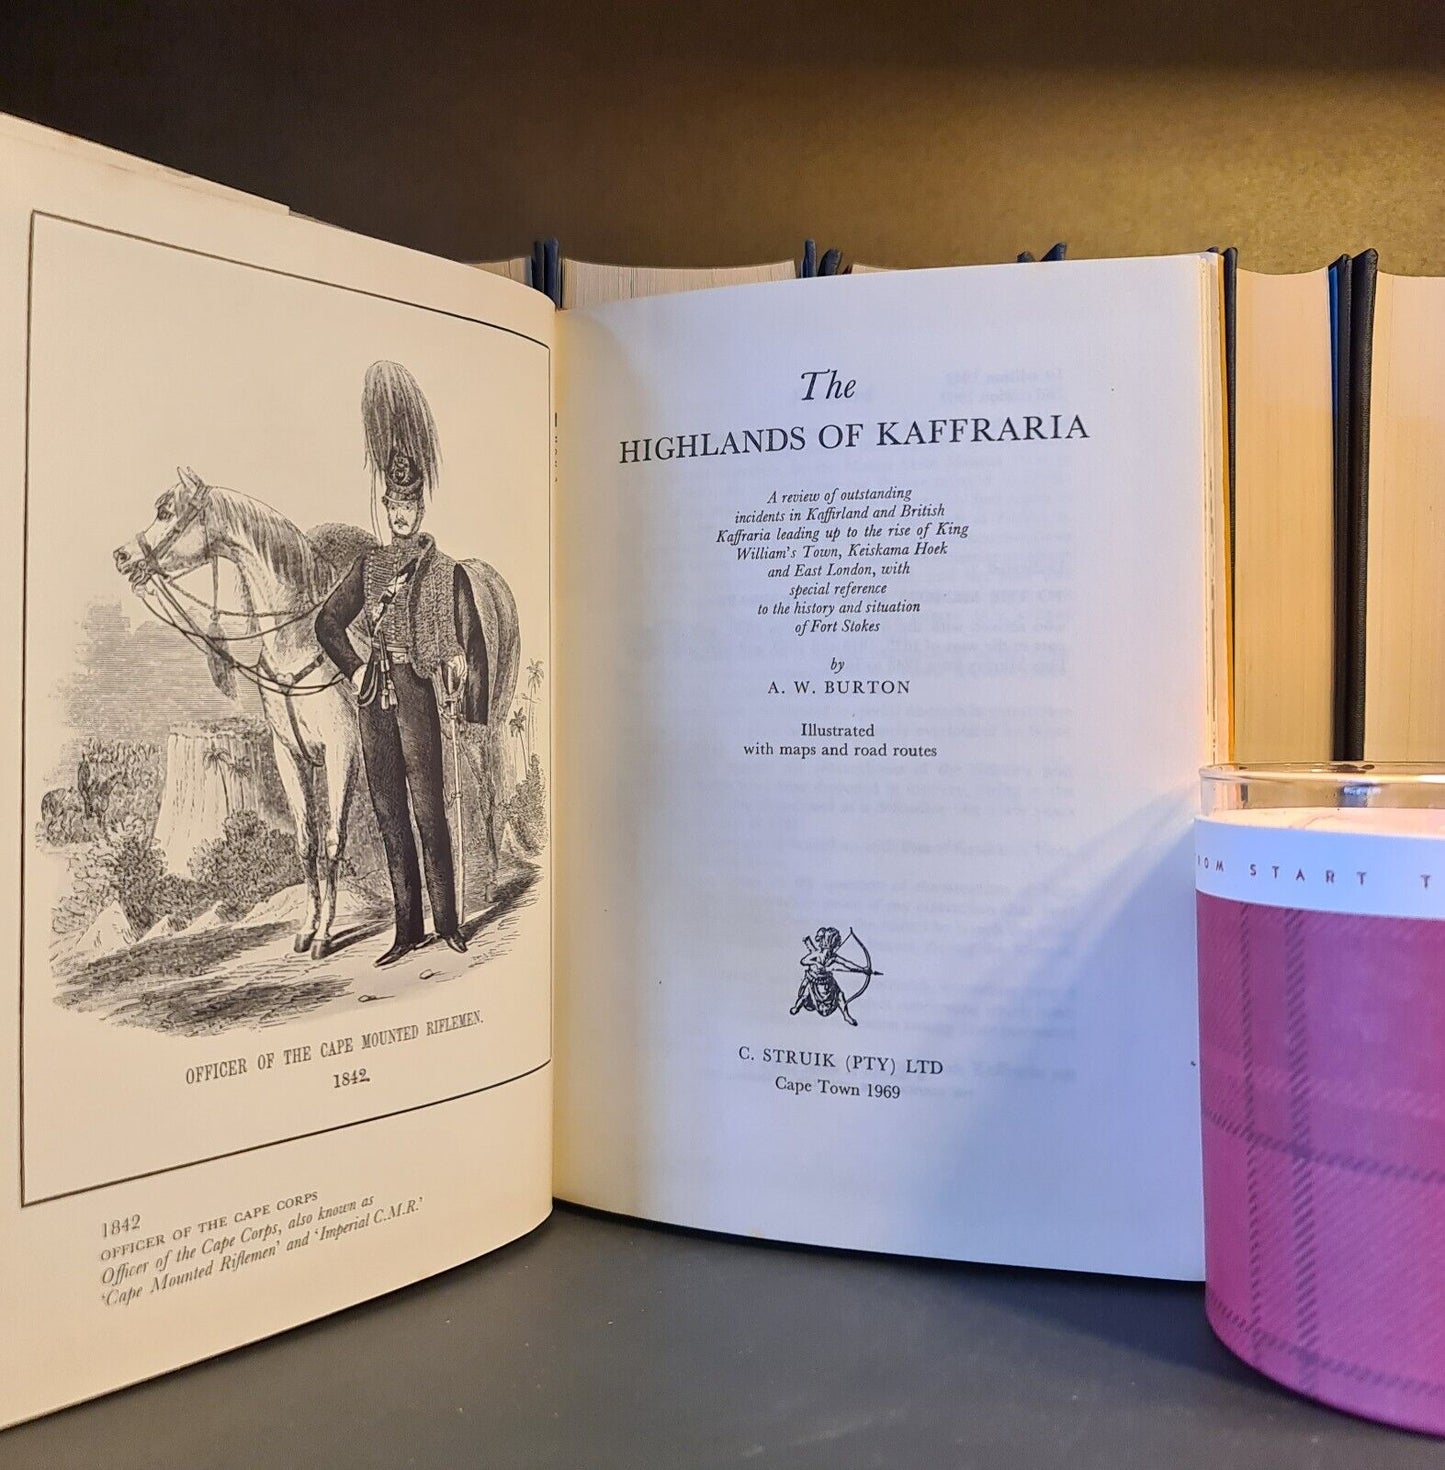 OFFICER OF THE CAPE MOUNTED RIFLEMEN.
1842.
1842
OFFICER OF THE CAPE CORPS
Officer of the Cape Corps, also known as
'Cape Mounted Riflemen' and 'Imperial C.M.R.'
The
HIGHLANDS OF KAFFRARIA
A review of outstanding
incidents in Kaffirland and British
Kaffraria leading up to the rise of King
William's Town, Keiskama Hoek
and East London, with
special reference
to the history and situation
of Fort Stokes
by
A. W. BURTON
Illustrated
with maps and road routes
C. STRUIK (PTY) LTD
Cape Town 1969
ROM START T